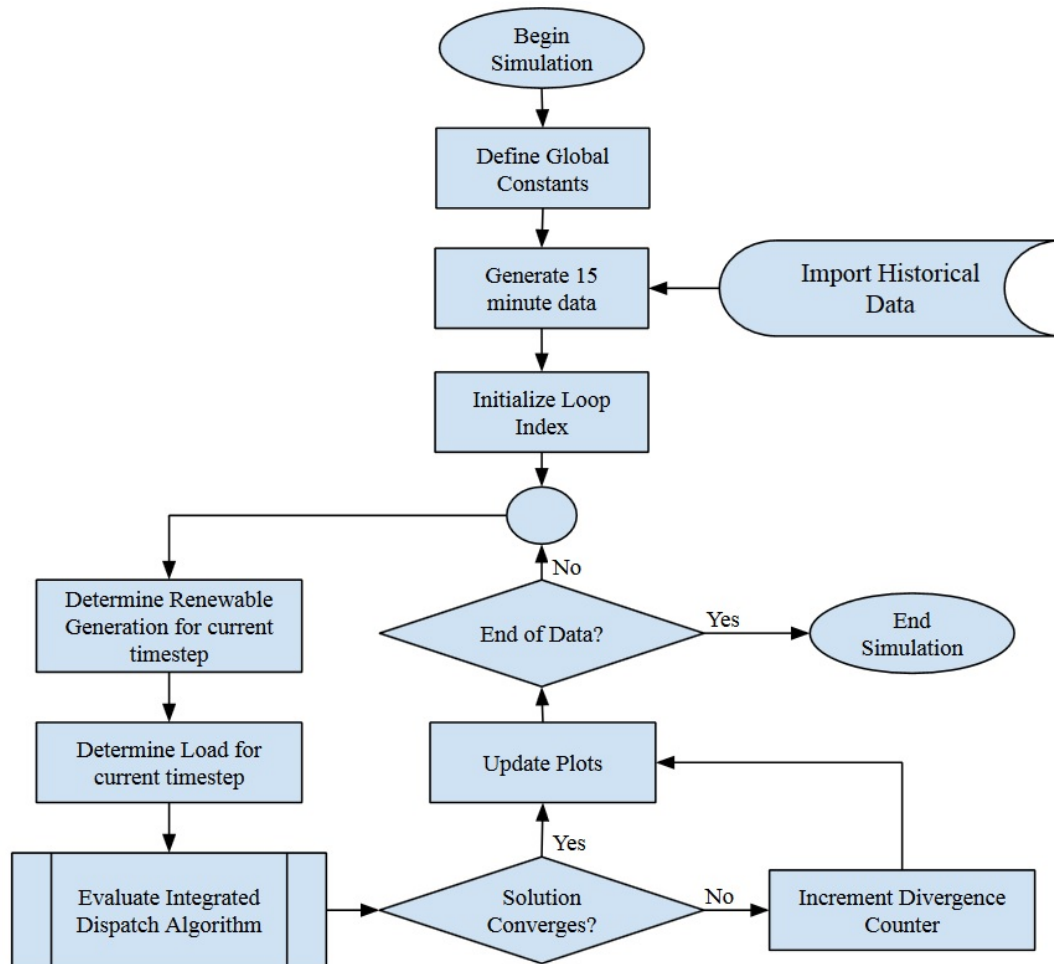 Begin
Simulation
Define Global
Constants
Generate 15
minute data
Import Historical
Data
Initialize Loop
Index
Determine Renewable
Generation for current
timestep
Determine Load for
current timestep
Evaluate Integrated
Dispatch Algorithm
Solution
Converges?
No
Increment Divergence
Counter
Yes
Update Plots
End of Data?
No
Yes
End
Simulation